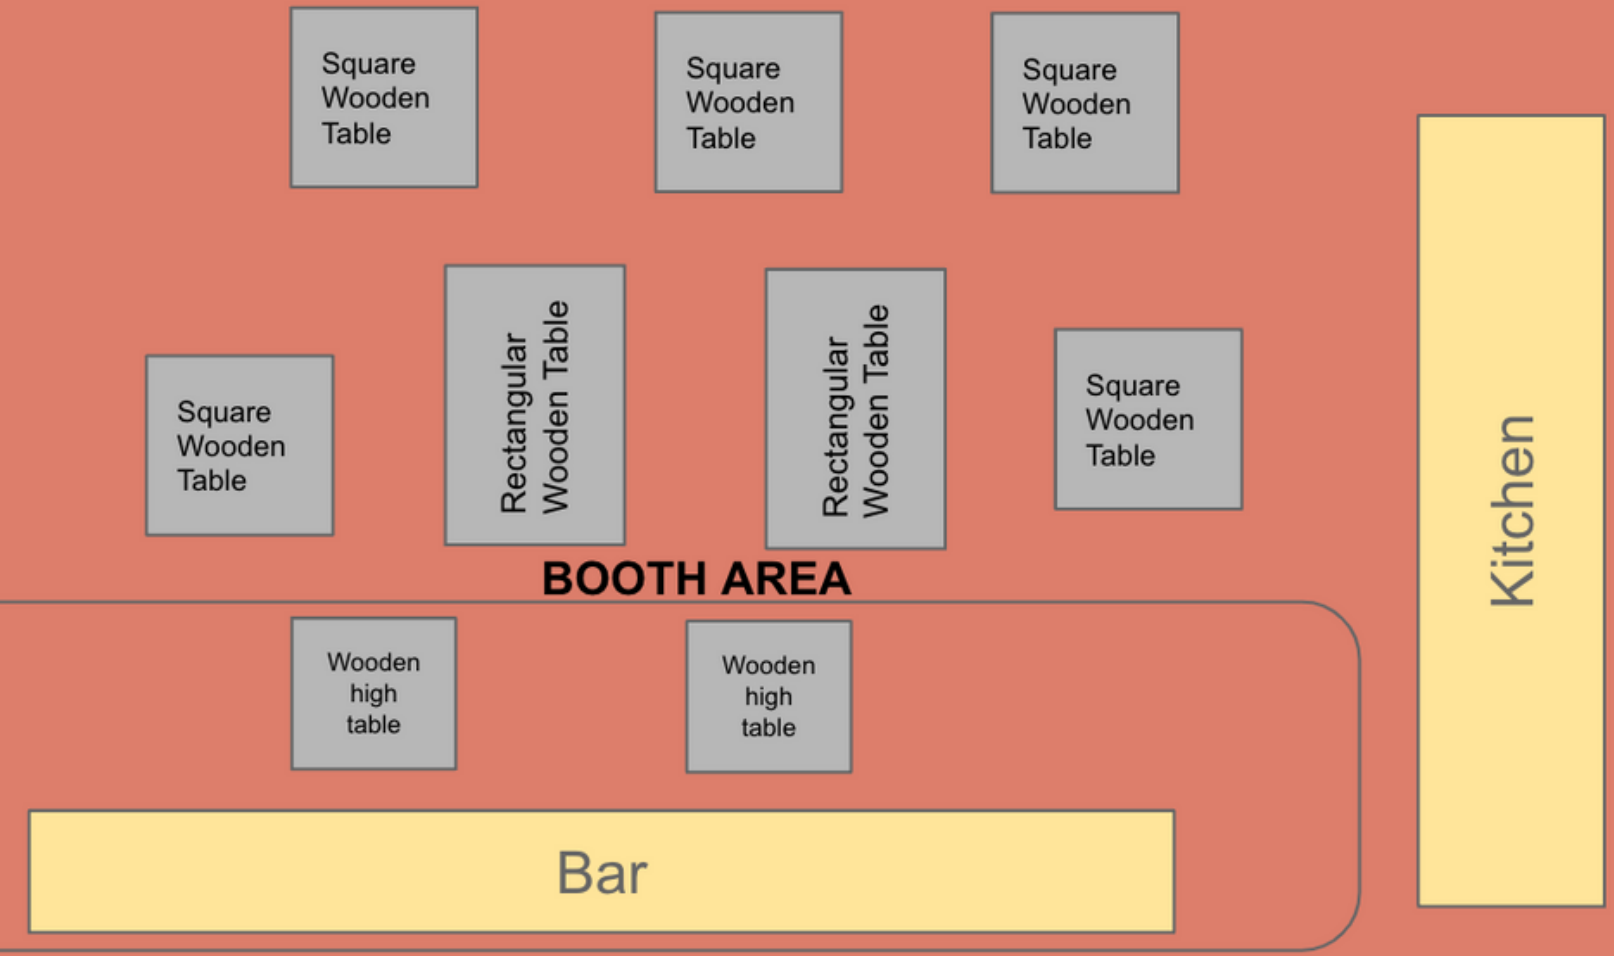 Square
Wooden
Table
Square
Wooden
Table
Square
Wooden
Table
Square
Wooden
Table
Rectangular
Wooden Table
Rectangular
Wooden Table
Square
Wooden
Table
Kitchen
BOOTH AREA
Wooden
high
table
Wooden
high
table
Bar